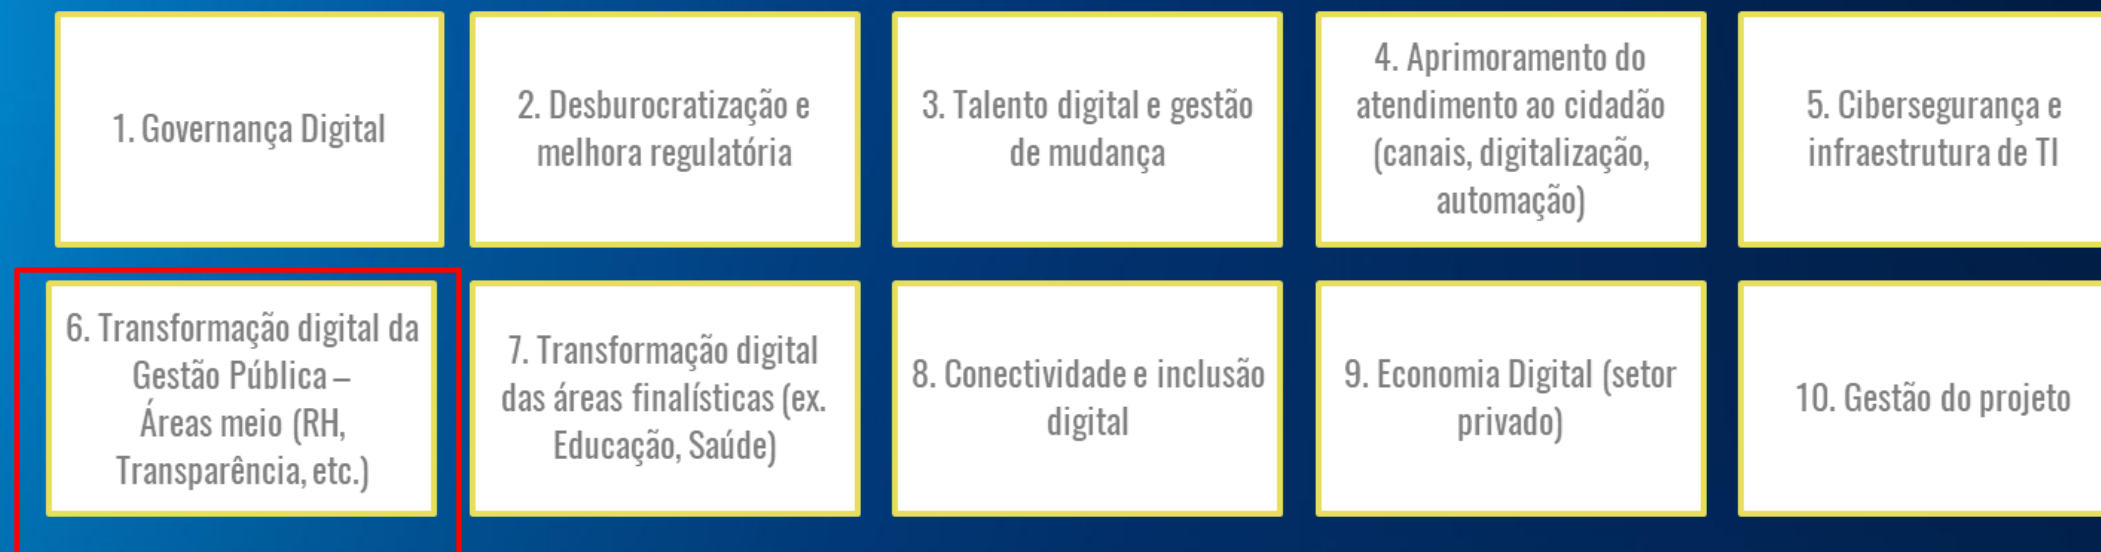 1. Governança Digital
2. Desburocratização e
melhora regulatória
3. Talento digital e gestão
de mudança
4. Aprimoramento do
atendimento ao cidadão
(canais, digitalização,
automação)
5. Cibersegurança e
infraestrutura de TI
6. Transformação digital da
Gestão Pública –
Áreas meio (RH,
Transparência, etc.)
7. Transformação digital
das áreas finalísticas (ex.
Educação, Saúde)
8. Conectividade e inclusão
digital
9. Economia Digital (setor
privado)
10. Gestão do projeto